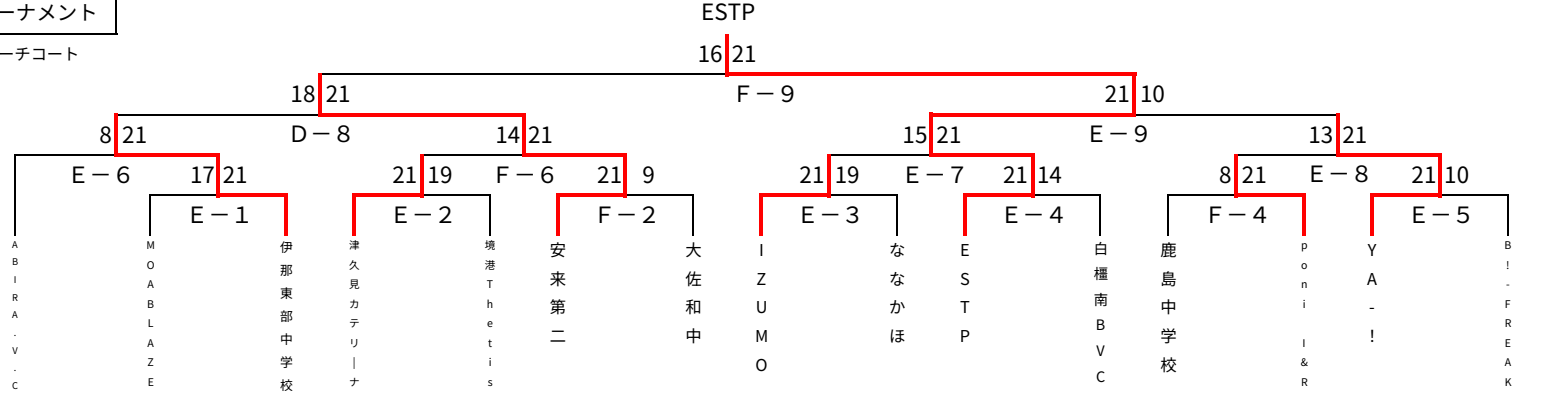 ーナメント
ESTP
ーチコート
16 21
18 21
F－9
21 10
8 21
D－8
14 21
15 21
E－9
13 21
E－6
17 21
21 19
F－6
21 9
21 19
E－7
21 14
8 21
E－8
21 10
E－1
E－2
F－2
E－3
E－4
F－4
E－5
ABIRA.V.C
MOABLAZE
伊那東部中学校
津久見カテリーナ
境港Thetis
安来第二
大佐和中
IZUMO
ななかほ
ESTP
白橿南BVC
鹿島中学校
poni I&R
YA-!
B!-FREAK